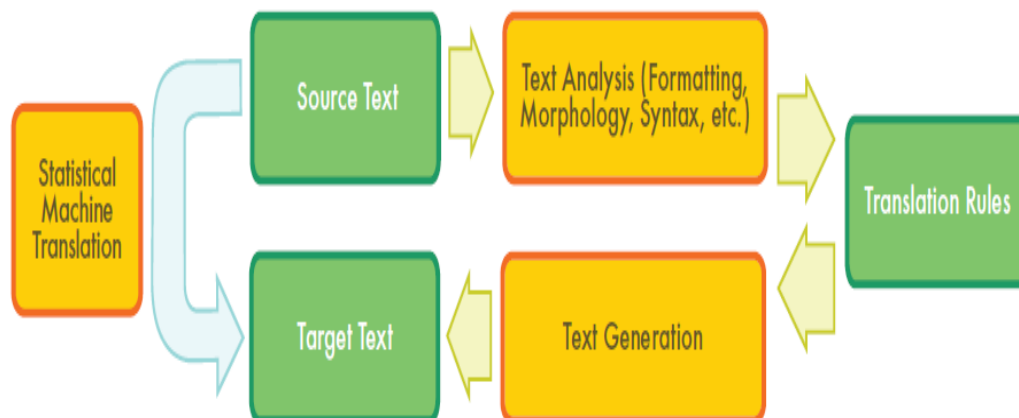 Source Text
Text Analysis (Formatting,
Morphology, Syntax, etc.)
Statistical
Machine
Translation
Translation Rules
Target Text
Text Generation